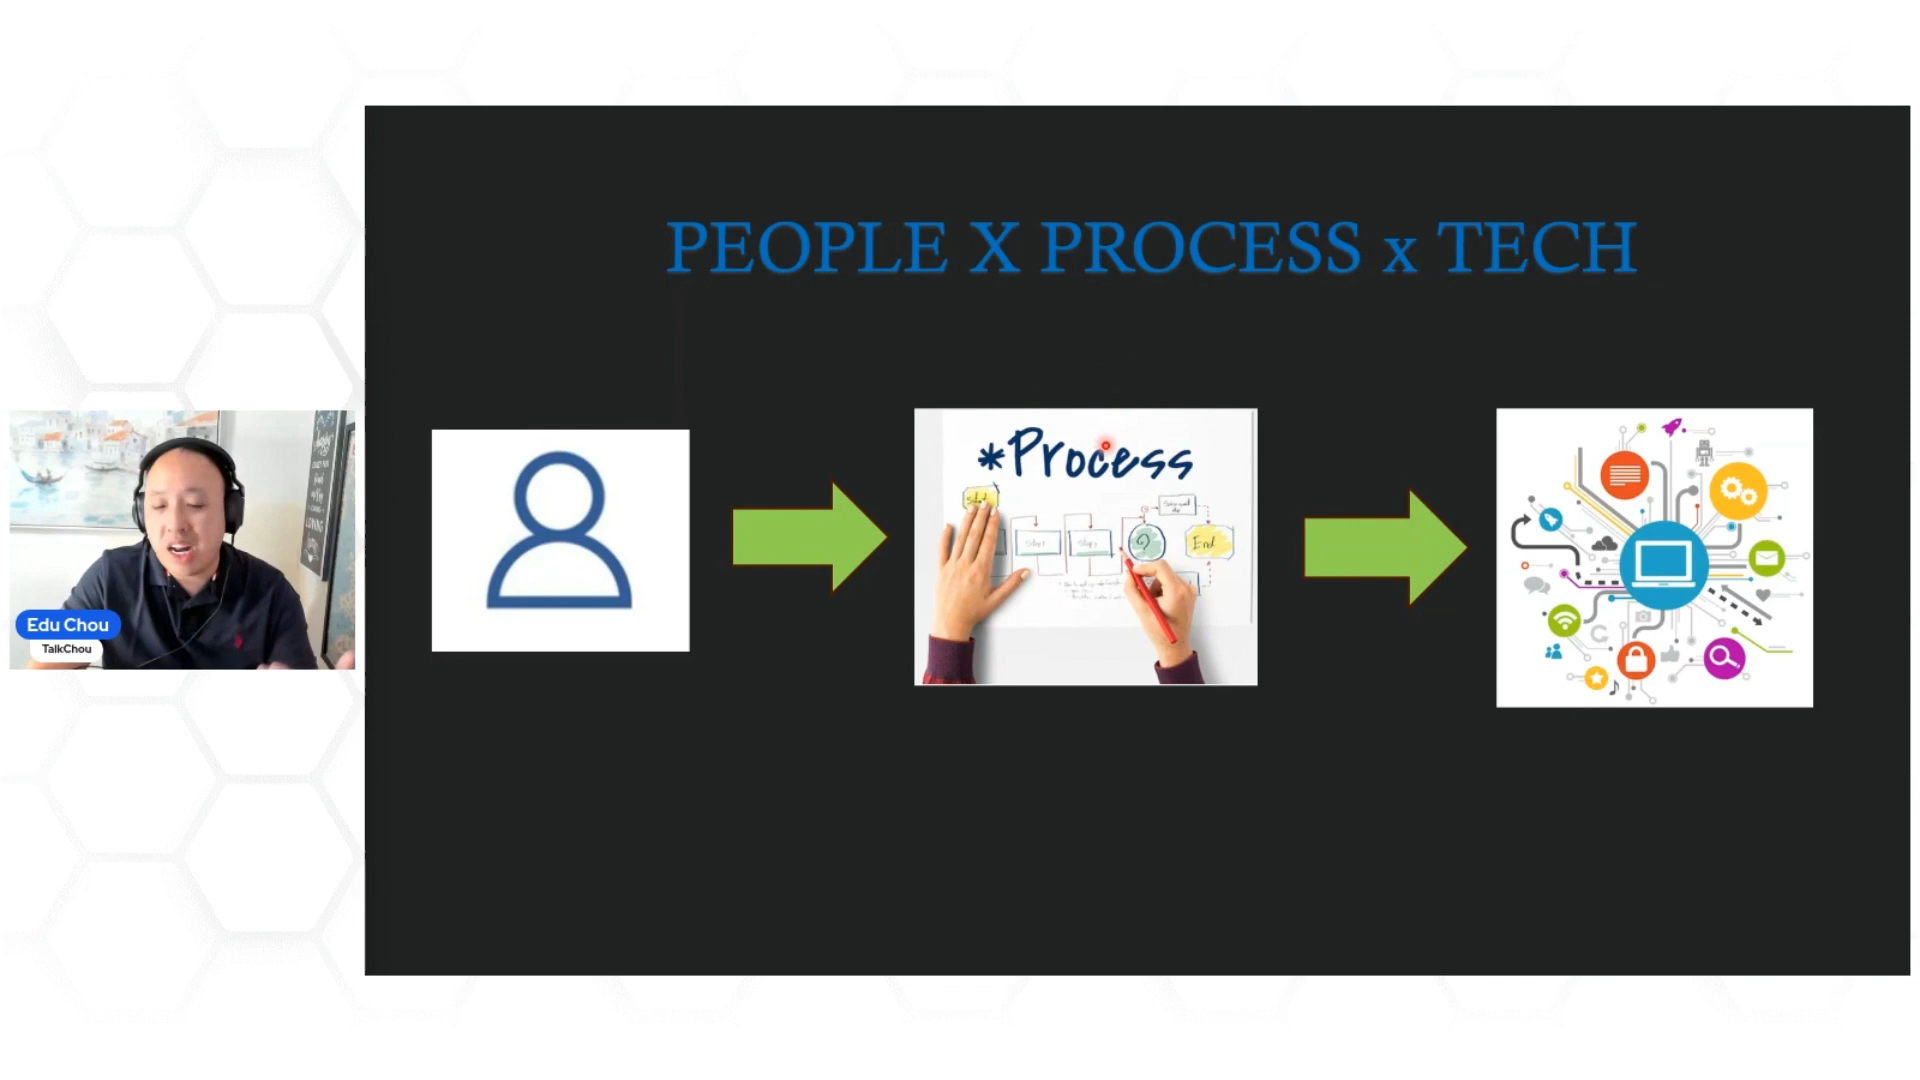 PEOPLE X PROCESS x TECH
*Process
Start
End
Edu Chou
TalkChou